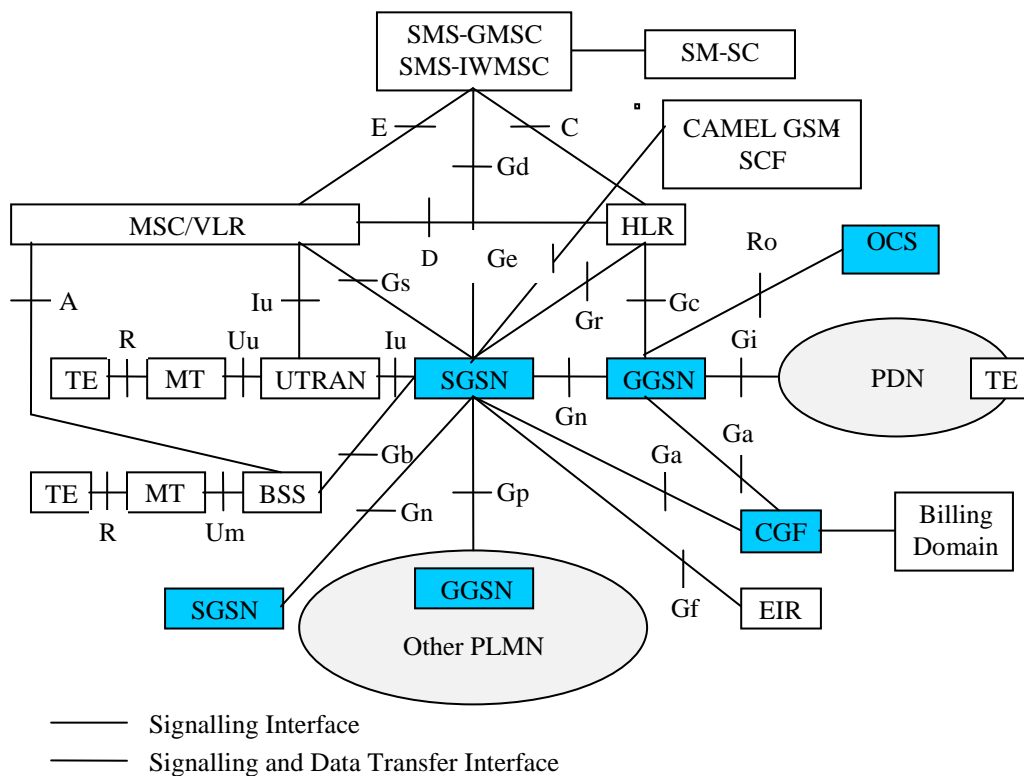 SMS-GMSC
SMS-IWMSC
SM-SC
E
C
CAMEL GSM
SCF
Gd
MSC/VLR
HLR
D
Ge
Ro
OCS
A
Iu
Gs
Gr
Gc
R
Uu
Iu
Gi
TE
MT
UTRAN
SGSN
GGSN
PDN
TE
Gn
Gb
Ga
Ga
TE
MT
BSS
Gp
R
Um
Gn
CGF
Billing
Domain
SGSN
GGSN
Gf
EIR
Other PLMN
Signalling Interface
Signalling and Data Transfer Interface